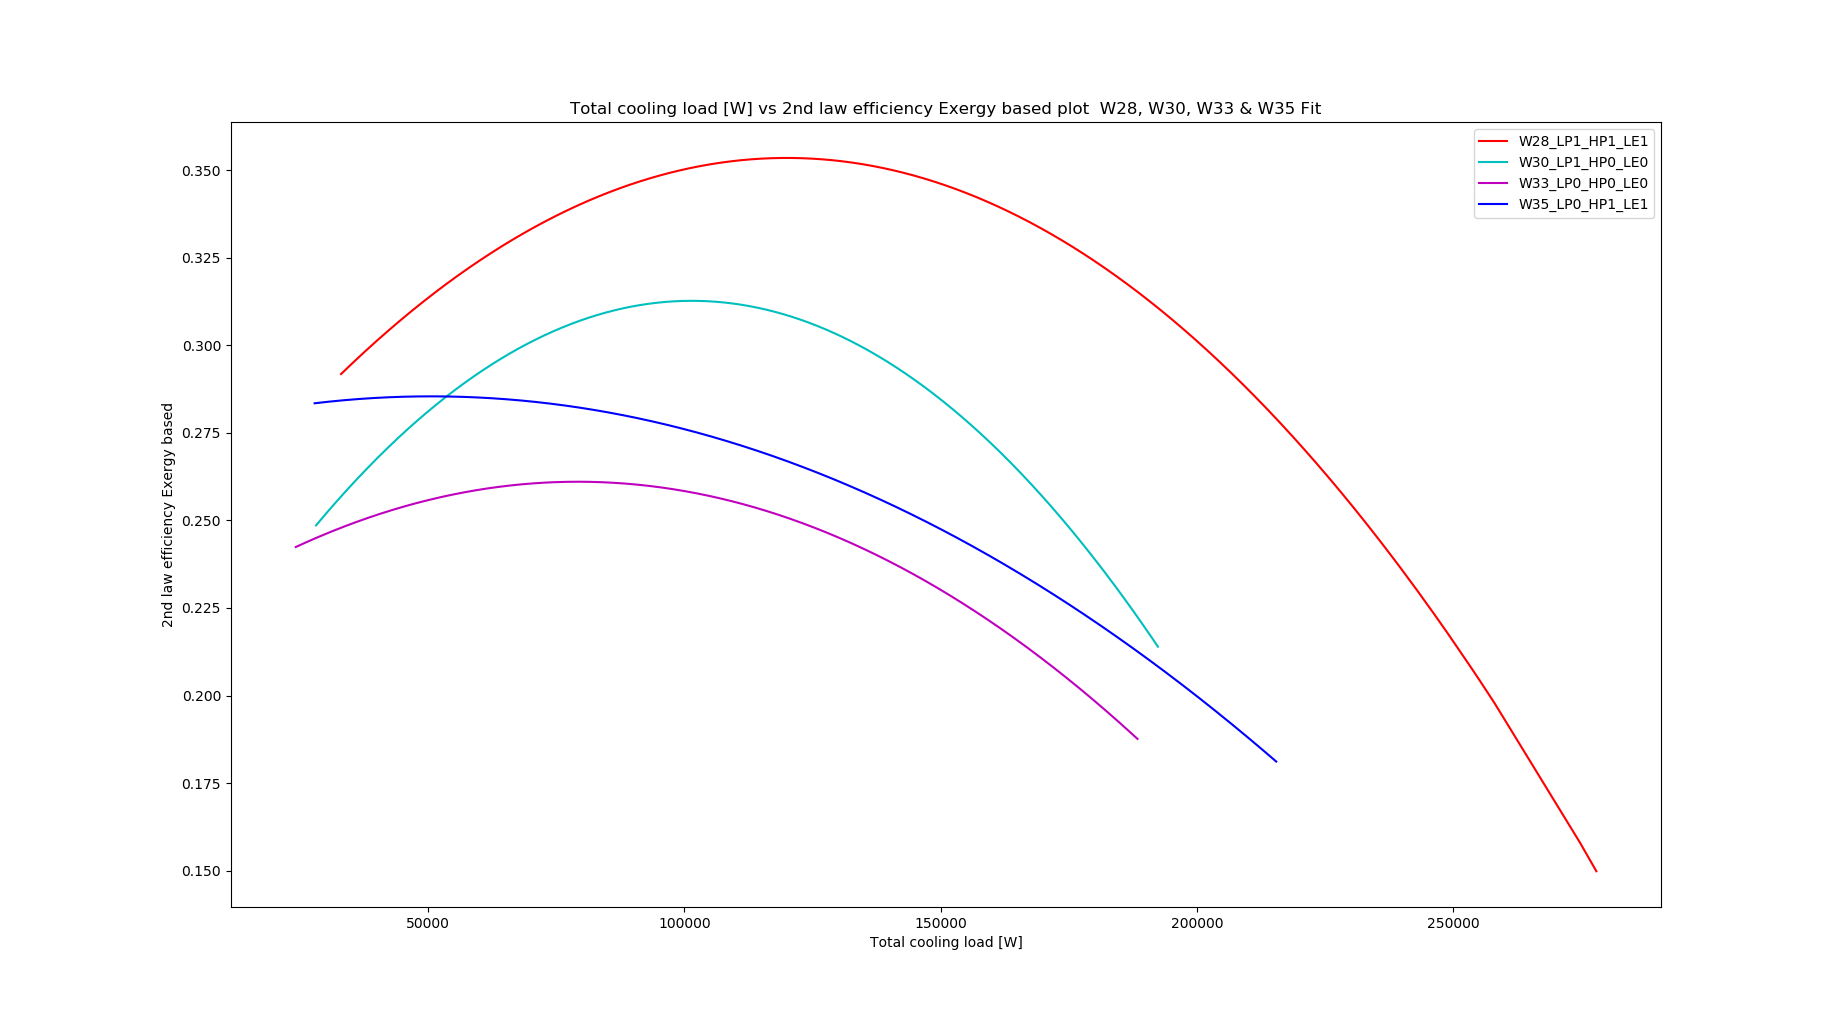 Total cooling load [W] vs 2nd law efficiency Exergy based plot  W28, W30, W33 & W35 Fit
W28_LP1_HP1_LE1
W30_LP1_HP0_LE0
W33_LP0_HP0_LE0
W35_LP0_HP1_LE1
2nd law efficiency Exergy based
0.350
0.325
0.300
0.275
0.250
0.225
0.200
0.175
0.150
50000
100000
150000
200000
250000
Total cooling load [W]